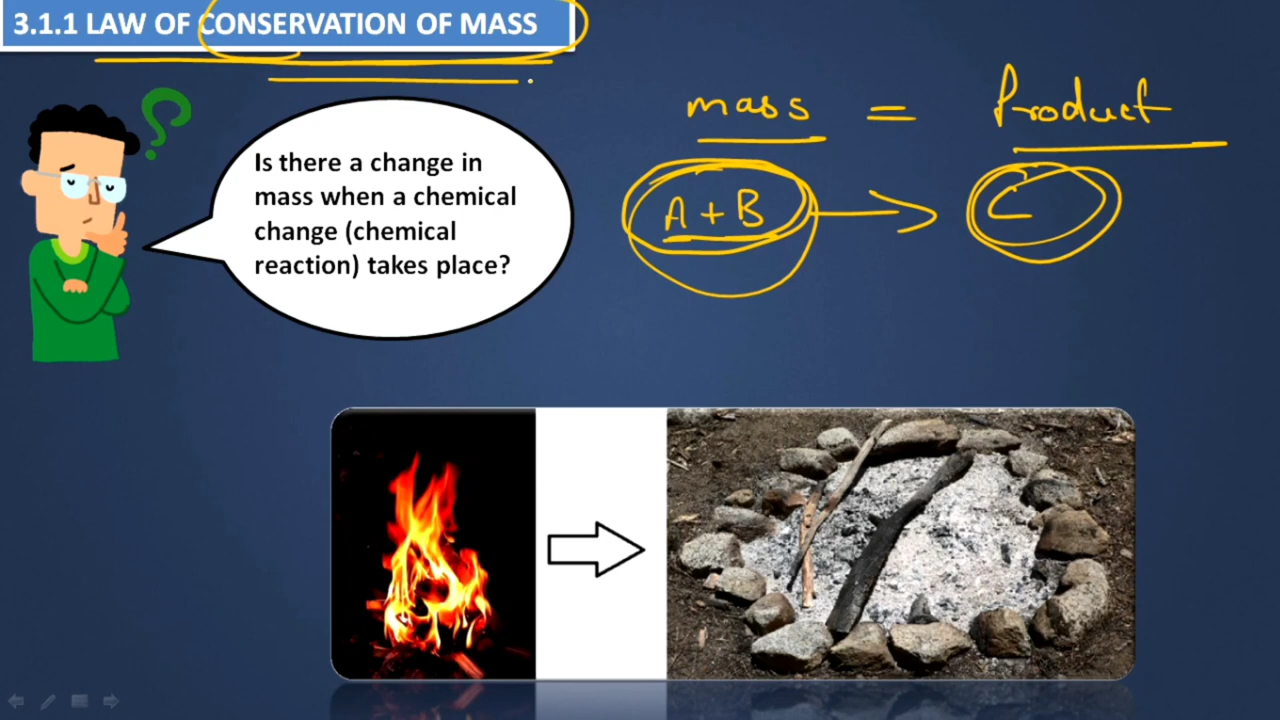 3.1.1 LAW OF CONSERVATION OF MASS
mass = Product
A + B → C
Is there a change in
mass when a chemical
change (chemical
reaction) takes place?